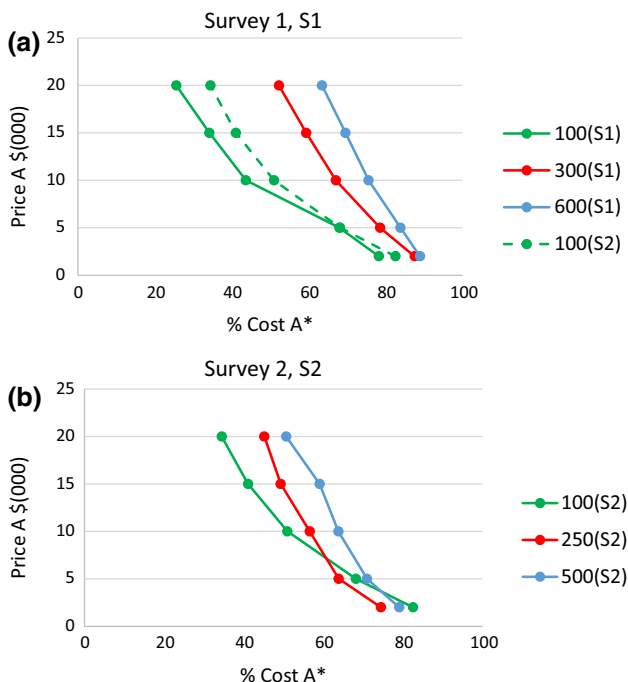 Survey 1, S1
(a)
25
20
15
10
5
0
Price A $(000)
0 20 40 60 80 100
% Cost A*
100(S1)
300(S1)
600(S1)
100(S2)
Survey 2, S2
(b)
25
20
15
10
5
0
Price A $(000)
0 20 40 60 80 100
% Cost A*
100(S2)
250(S2)
500(S2)